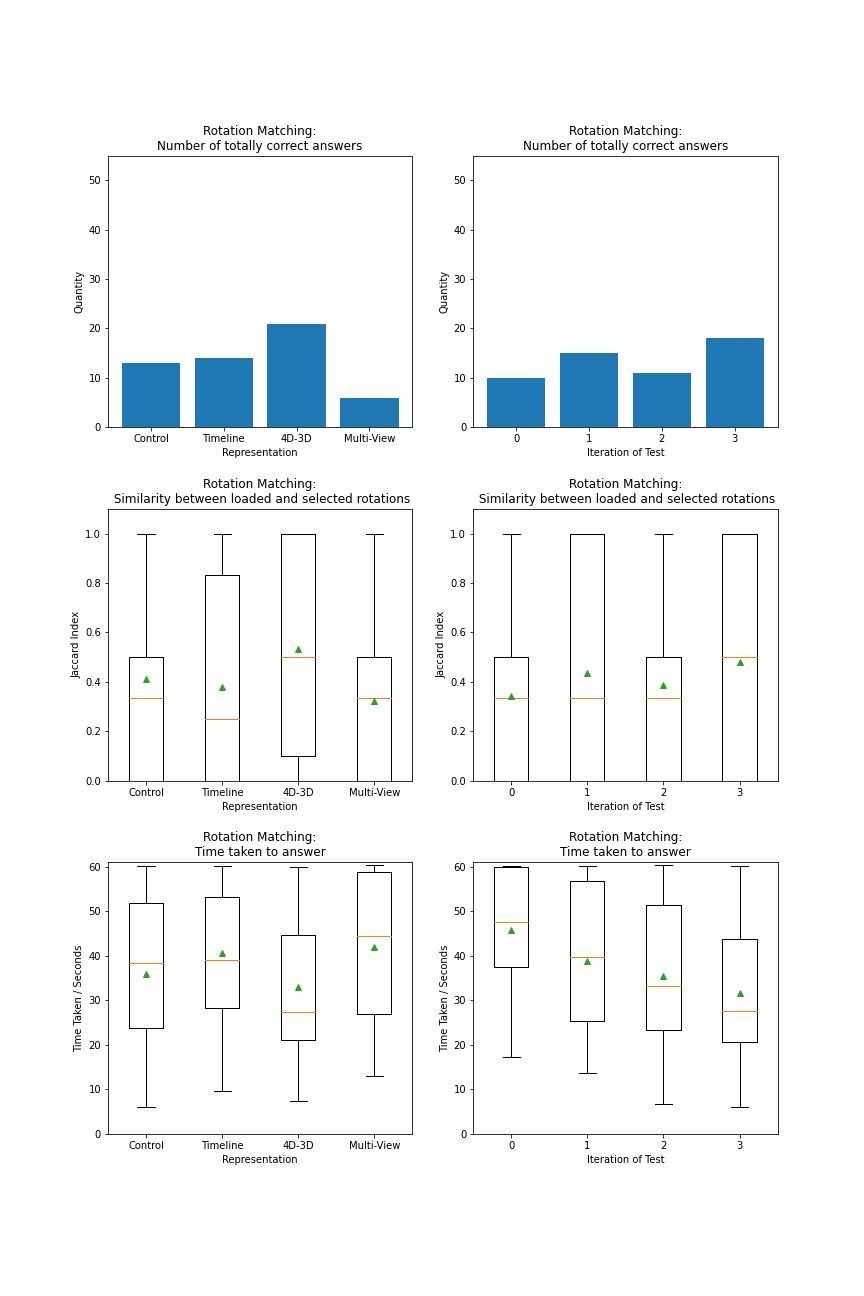 Rotation Matching:
Number of totally correct answers
50
40
30
20
10
0
Quantity
Control Timeline 4D-3D Multi-View
Representation
Rotation Matching:
Number of totally correct answers
50
40
30
20
10
0
Quantity
0 1 2 3
Iteration of Test
Rotation Matching:
Similarity between loaded and selected rotations
1.0
0.8
0.6
0.4
0.2
0.0
Jaccard Index
Control Timeline 4D-3D Multi-View
Representation
Rotation Matching:
Similarity between loaded and selected rotations
1.0
0.8
0.6
0.4
0.2
0.0
Jaccard Index
0 1 2 3
Iteration of Test
Rotation Matching:
Time taken to answer
60
50
40
30
20
10
0
Time Taken / Seconds
Control Timeline 4D-3D Multi-View
Representation
Rotation Matching:
Time taken to answer
60
50
40
30
20
10
0
Time Taken / Seconds
0 1 2 3
Iteration of Test